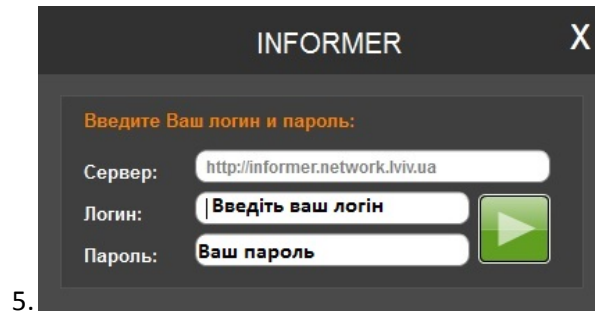 INFORMER X
Введите Ваш логин и пароль:
Сервер: http://informer.network.lviv.ua
Логин: Введіть ваш логін
Пароль: Ваш пароль
5.